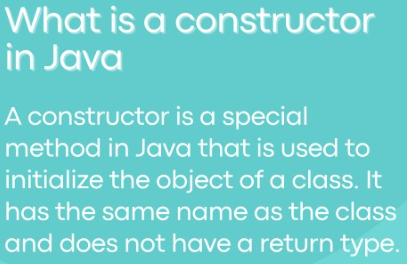 What is a constructor
in Java
A constructor is a special
method in Java that is used to
initialize the object of a class. It
has the same name as the class
and does not have a return type.